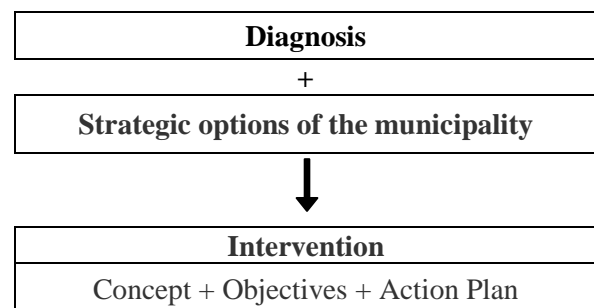 Diagnosis
+
Strategic options of the municipality
Intervention
Concept + Objectives + Action Plan